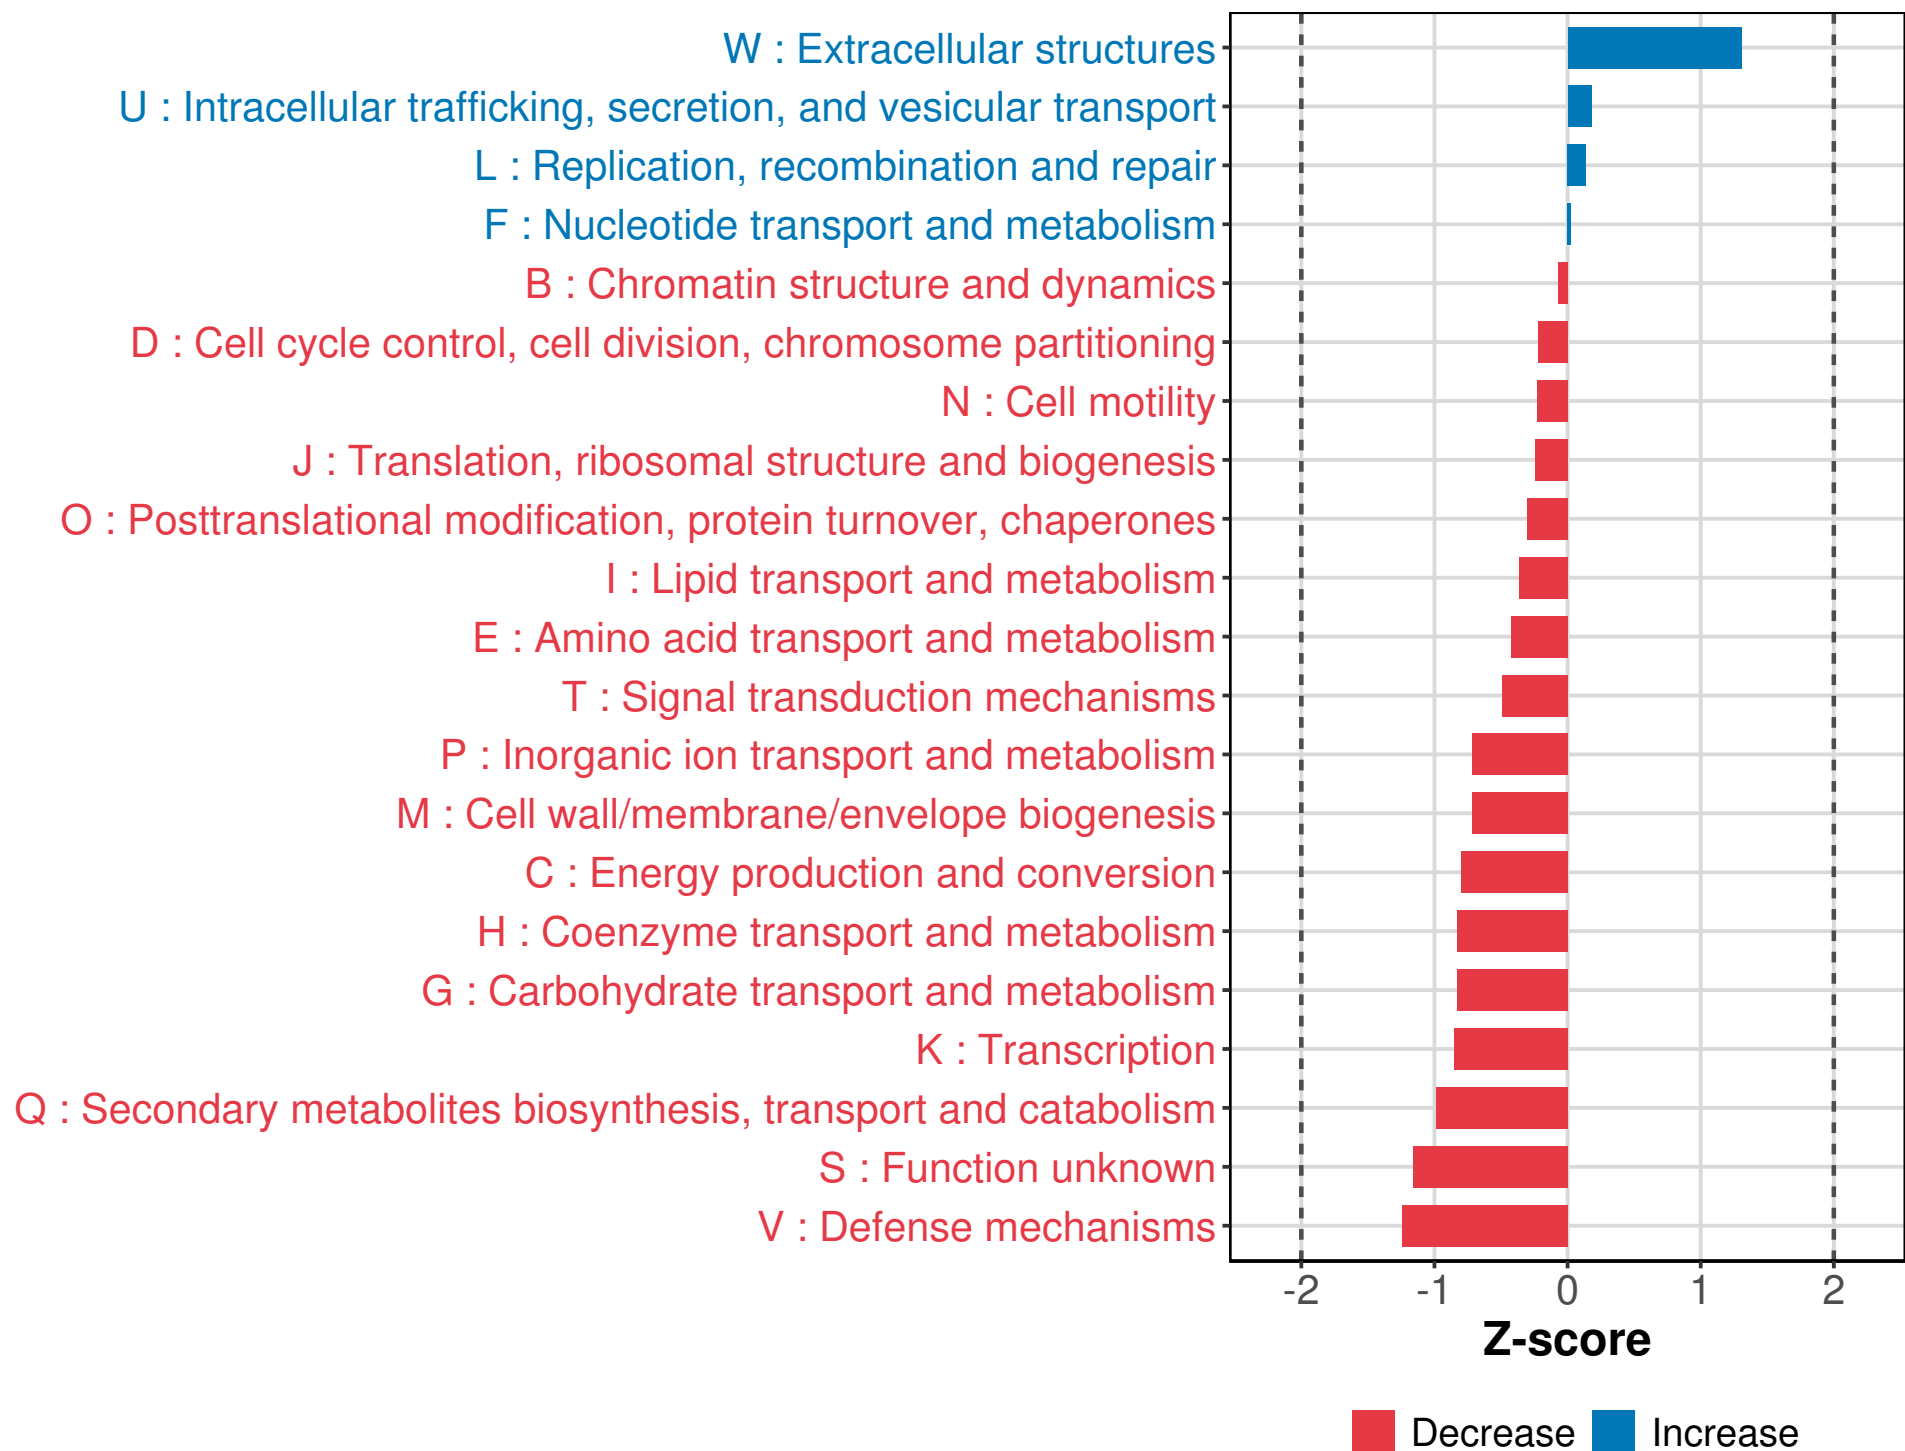 W : Extracellular structures
U : Intracellular trafficking, secretion, and vesicular transport
L : Replication, recombination and repair
F : Nucleotide transport and metabolism
B : Chromatin structure and dynamics
D : Cell cycle control, cell division, chromosome partitioning
N : Cell motility
J : Translation, ribosomal structure and biogenesis
O : Posttranslational modification, protein turnover, chaperones
I : Lipid transport and metabolism
E : Amino acid transport and metabolism
T : Signal transduction mechanisms
P : Inorganic ion transport and metabolism
M : Cell wall/membrane/envelope biogenesis
C : Energy production and conversion
H : Coenzyme transport and metabolism
G : Carbohydrate transport and metabolism
K : Transcription
Q : Secondary metabolites biosynthesis, transport and catabolism
S : Function unknown
V : Defense mechanisms
-2 -1 0 1 2
Z-score
Decrease Increase